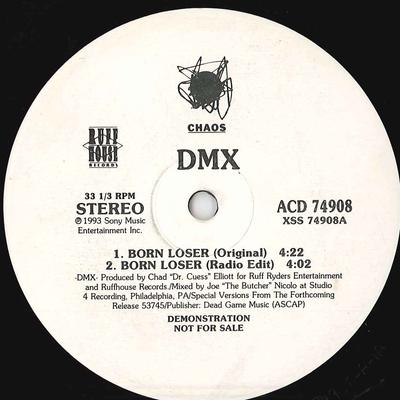 CHAOS
RUFF
HOUSE
RECORDS
DMX
33 1/3 RPM
STEREO
℗ 1993 Sony Music
Entertainment Inc.
ACD 74908
XSS 74908A
1. BORN LOSER (Original) 4:22
2. BORN LOSER (Radio Edit) 4:02
-DMX- Produced by Chad "Dr. Cuess" Elliott for Ruff Ryders Entertainment
and Ruffhouse Records./Mixed by Joe "The Butcher" Nicolo at Studio
4 Recording, Philadelphia, PA/Special Versions From The Forthcoming
Release 53745/Publisher: Dead Game Music (ASCAP)
DEMONSTRATION
NOT FOR SALE